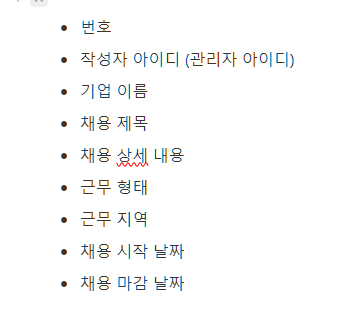 번호
작성자 아이디 (관리자 아이디)
기업 이름
채용 제목
채용 상세 내용
근무 형태
근무 지역
채용 시작 날짜
채용 마감 날짜